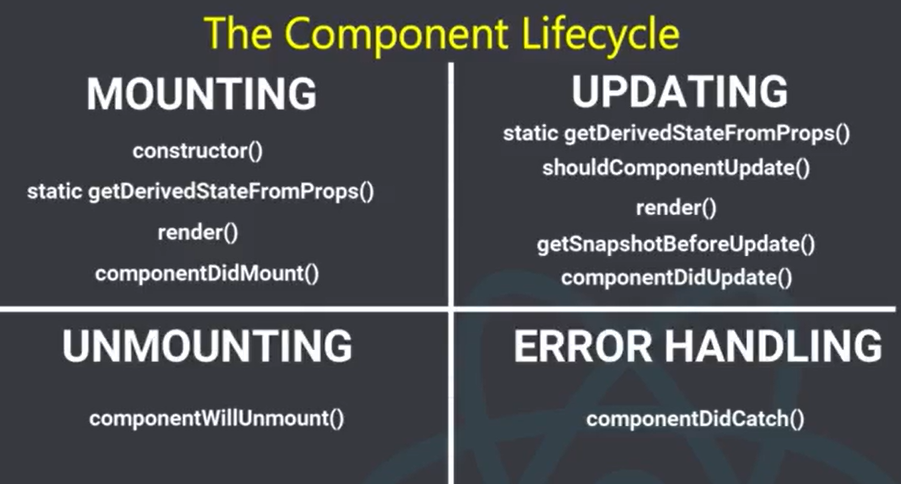 The Component Lifecycle
MOUNTING
constructor()
static getDerivedStateFromProps()
render()
componentDidMount()
UPDATING
static getDerivedStateFromProps()
shouldComponentUpdate()
render()
getSnapshotBeforeUpdate()
componentDidUpdate()
UNMOUNTING
componentWillUnmount()
ERROR HANDLING
componentDidCatch()